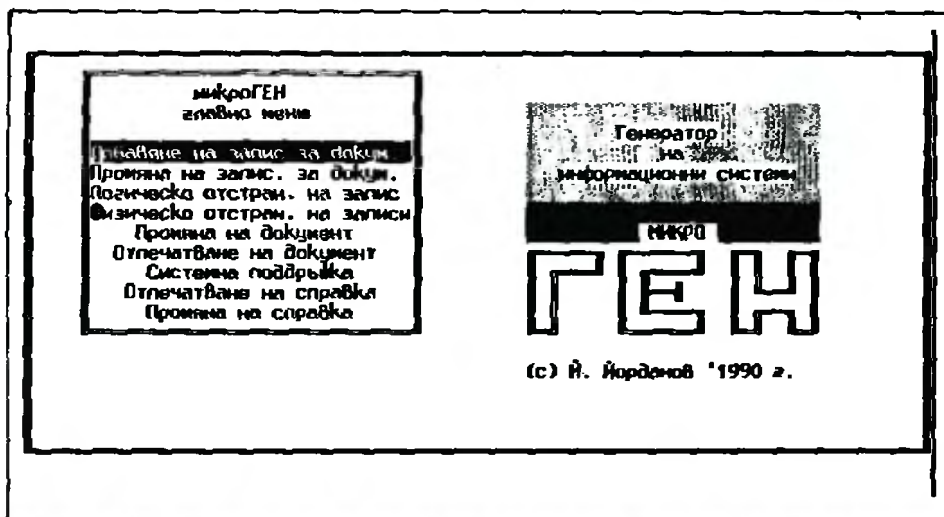 микроГЕН
главно меню
Добавяне на запис за докум.
Промяна на запис. за докум.
Логическо отстран. на запис
Физическо отстран. на записи
Промяна на документ
Отпечатване на документ
Системна поддръжка
Отпечатване на справка
Промяна на справка
Генератор
на
информационни системи
МИКРО
ГЕН
(c) Й. Йорданов '1990 г.